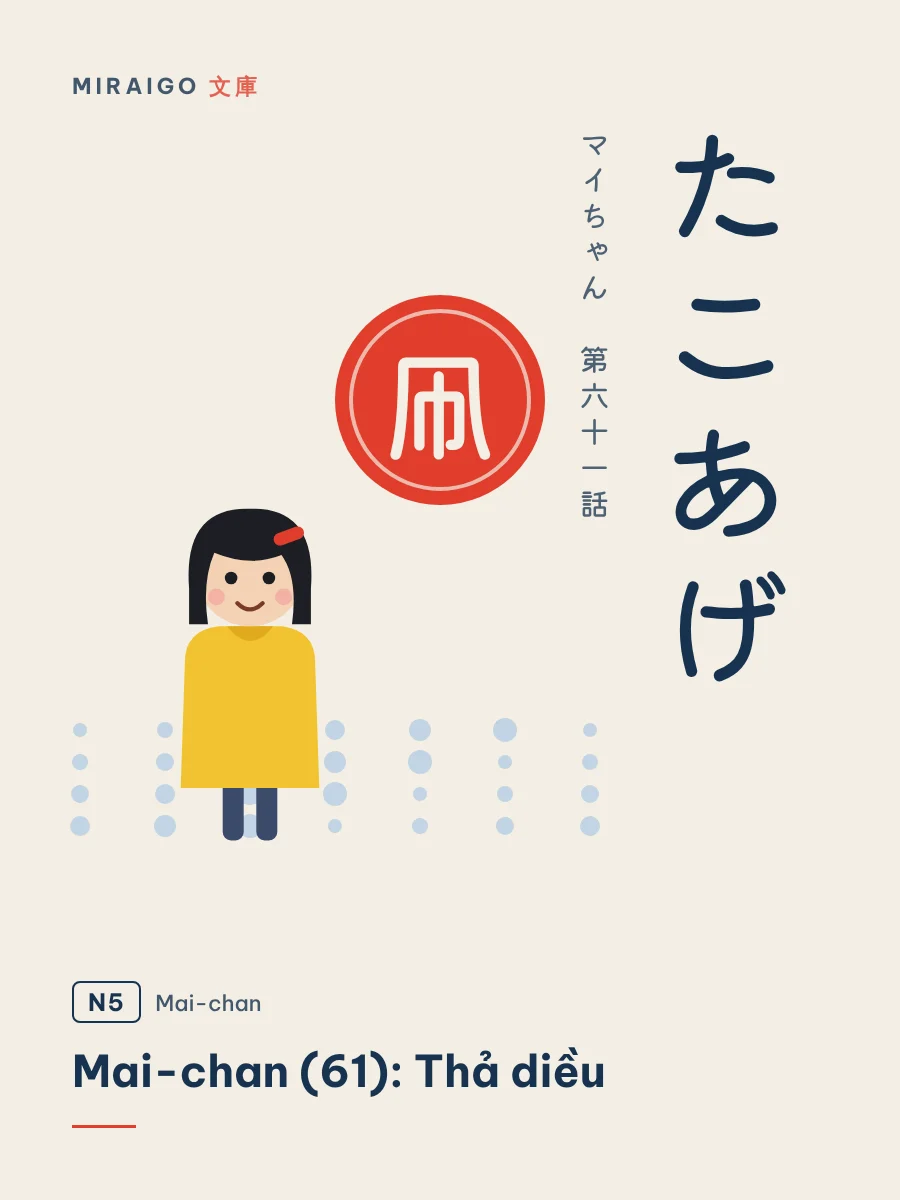 MIRAIGO 文庫
たこあげ
マイちゃん 第六十一話
凧
N5 Mai-chan
Mai-chan (61): Thả diều